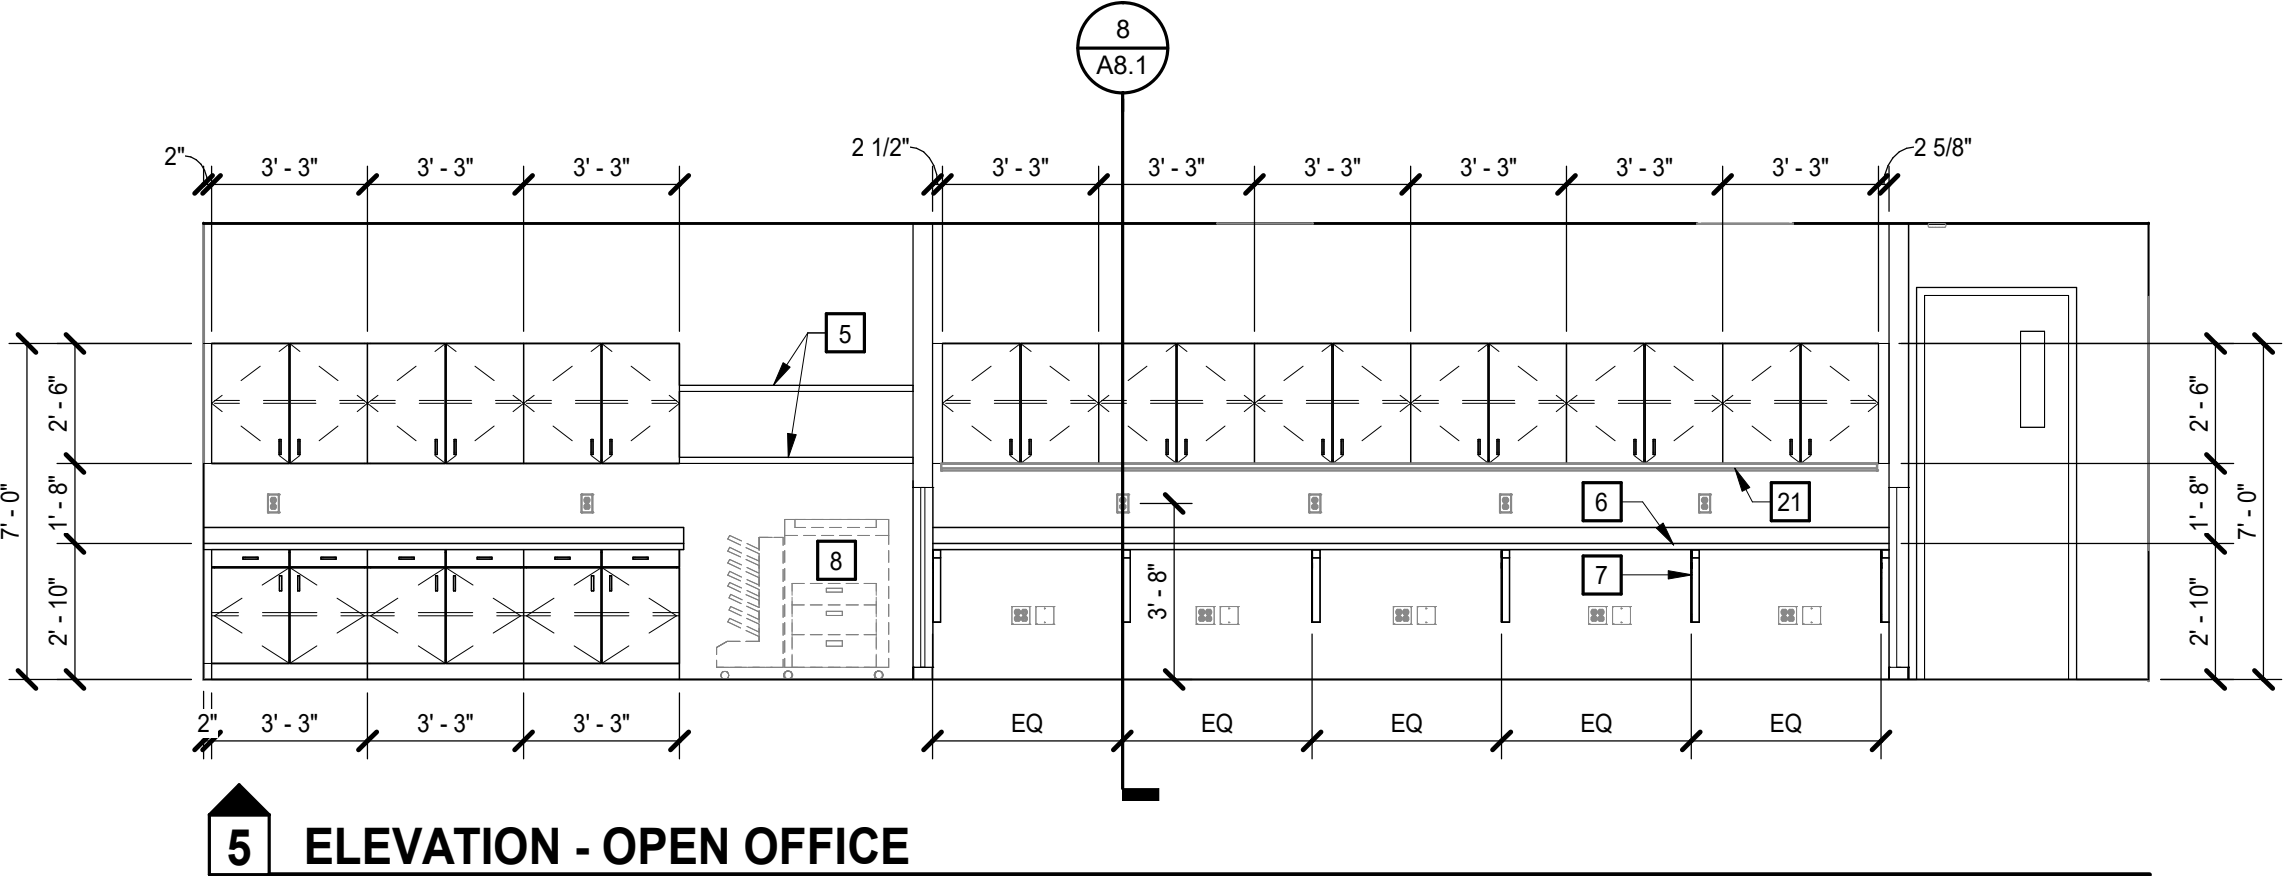 8
A8.1
2" 3' - 3" 3' - 3" 3' - 3" 2 1/2" 3' - 3" 3' - 3" 3' - 3" 3' - 3" 3' - 3" 3' - 3" 2 5/8"
5
7' - 0" 2' - 6" 1' - 8" 2' - 10"
21
6
8
7
3' - 8"
2' - 6" 1' - 8" 2' - 10" 7' - 0"
2" 3' - 3" 3' - 3" 3' - 3" EQ EQ EQ EQ EQ
5 ELEVATION - OPEN OFFICE